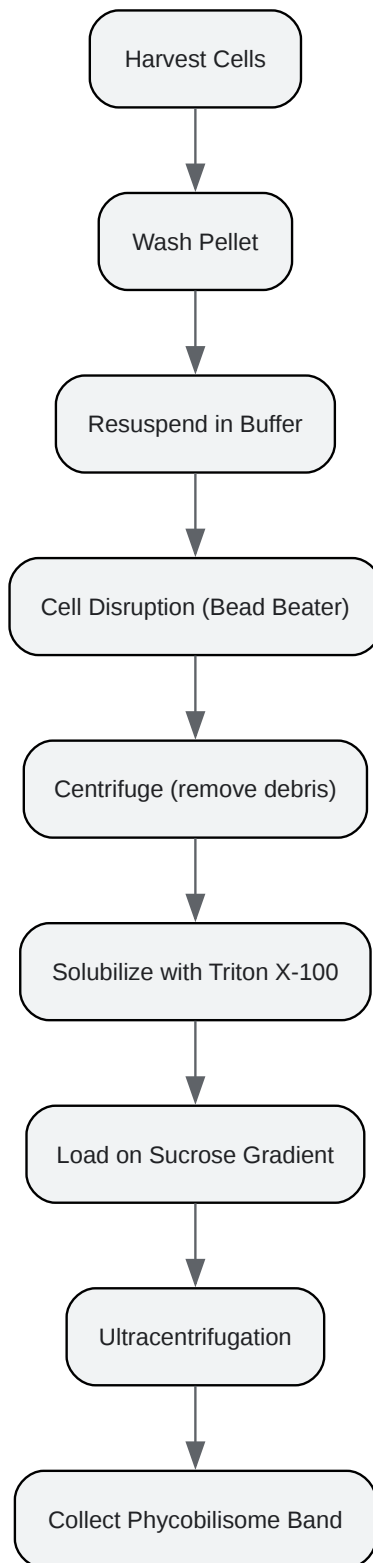 Harvest Cells
Wash Pellet
Resuspend in Buffer
Cell Disruption (Bead Beater)
Centrifuge (remove debris)
Solubilize with Triton X-100
Load on Sucrose Gradient
Ultracentrifugation
Collect Phycobilisome Band